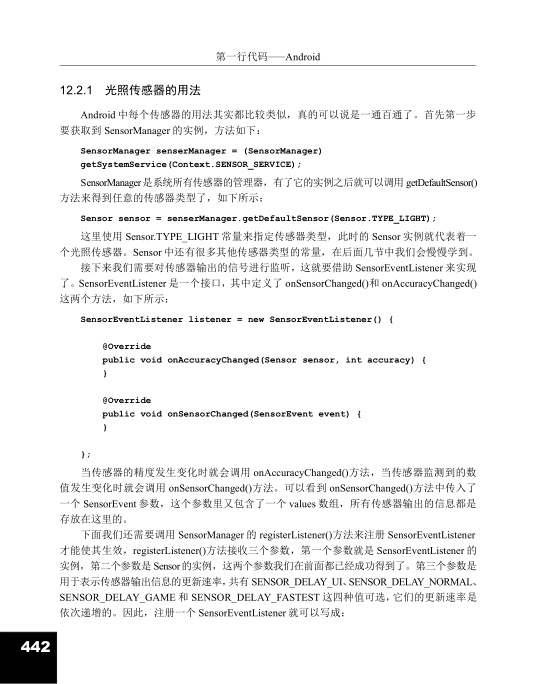 第一行代码——Android
12.2.1 光照传感器的用法
Android 中每个传感器的用法其实都比较类似，真的可以说是一通百通了。首先第一步
要获取到 SensorManager 的实例，方法如下：
SensorManager senserManager = (SensorManager)
getSystemService(Context.SENSOR_SERVICE);
SensorManager 是系统所有传感器的管理器，有了它的实例之后就可以调用 getDefaultSensor()
方法来得到任意的传感器类型了，如下所示：
Sensor sensor = senserManager.getDefaultSensor(Sensor.TYPE_LIGHT);
这里使用 Sensor.TYPE_LIGHT 常量来指定传感器类型，此时的 Sensor 实例就代表着一
个光照传感器。Sensor 中还有很多其他传感器类型的常量，在后面几节中我们会慢慢学到。
接下来我们需要对传感器输出的信号进行监听，这就要借助 SensorEventListener 来实现
了。SensorEventListener 是一个接口，其中定义了 onSensorChanged()和 onAccuracyChanged()
这两个方法，如下所示：
SensorEventListener listener = new SensorEventListener() {
@Override
public void onAccuracyChanged(Sensor sensor, int accuracy) {
}
@Override
public void onSensorChanged(SensorEvent event) {
}
};
当传感器的精度发生变化时就会调用 onAccuracyChanged()方法，当传感器监测到的数
值发生变化时就会调用 onSensorChanged()方法。可以看到 onSensorChanged()方法中传入了
一个 SensorEvent 参数，这个参数里又包含了一个 values 数组，所有传感器输出的信息都是
存放在这里的。
下面我们还需要调用 SensorManager 的 registerListener()方法来注册 SensorEventListener
才能使其生效，registerListener()方法接收三个参数，第一个参数就是 SensorEventListener 的
实例，第二个参数是 Sensor 的实例，这两个参数我们在前面都已经成功得到了。第三个参数是
用于表示传感器输出信息的更新速率，共有 SENSOR_DELAY_UI、SENSOR_DELAY_NORMAL、
SENSOR_DELAY_GAME 和 SENSOR_DELAY_FASTEST 这四种值可选，它们的更新速率是
依次递增的。因此，注册一个 SensorEventListener 就可以写成：
442